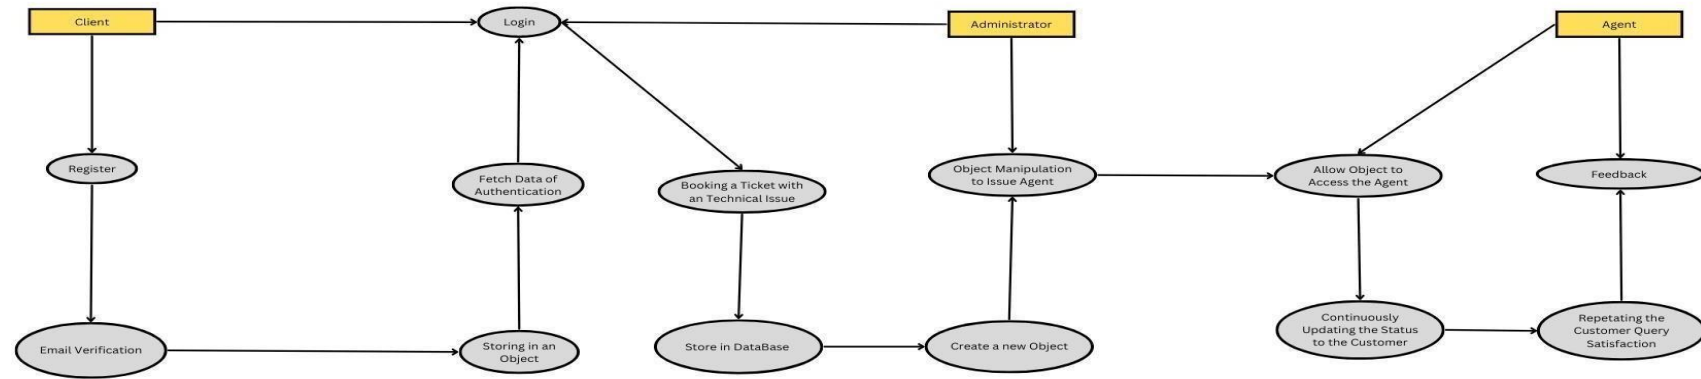 Client
Login
Administrator
Agent
Register
Fetch Data of
Authentication
Booking a Ticket with
an Technical Issue
Object Manipulation
to Issue Agent
Allow Object to
Access the Agent
Feedback
Email Verification
Storing in an
Object
Store in DataBase
Create a new Object
Continuously
Updating the Status
to the Customer
Repetating the
Customer Query
Satisfaction